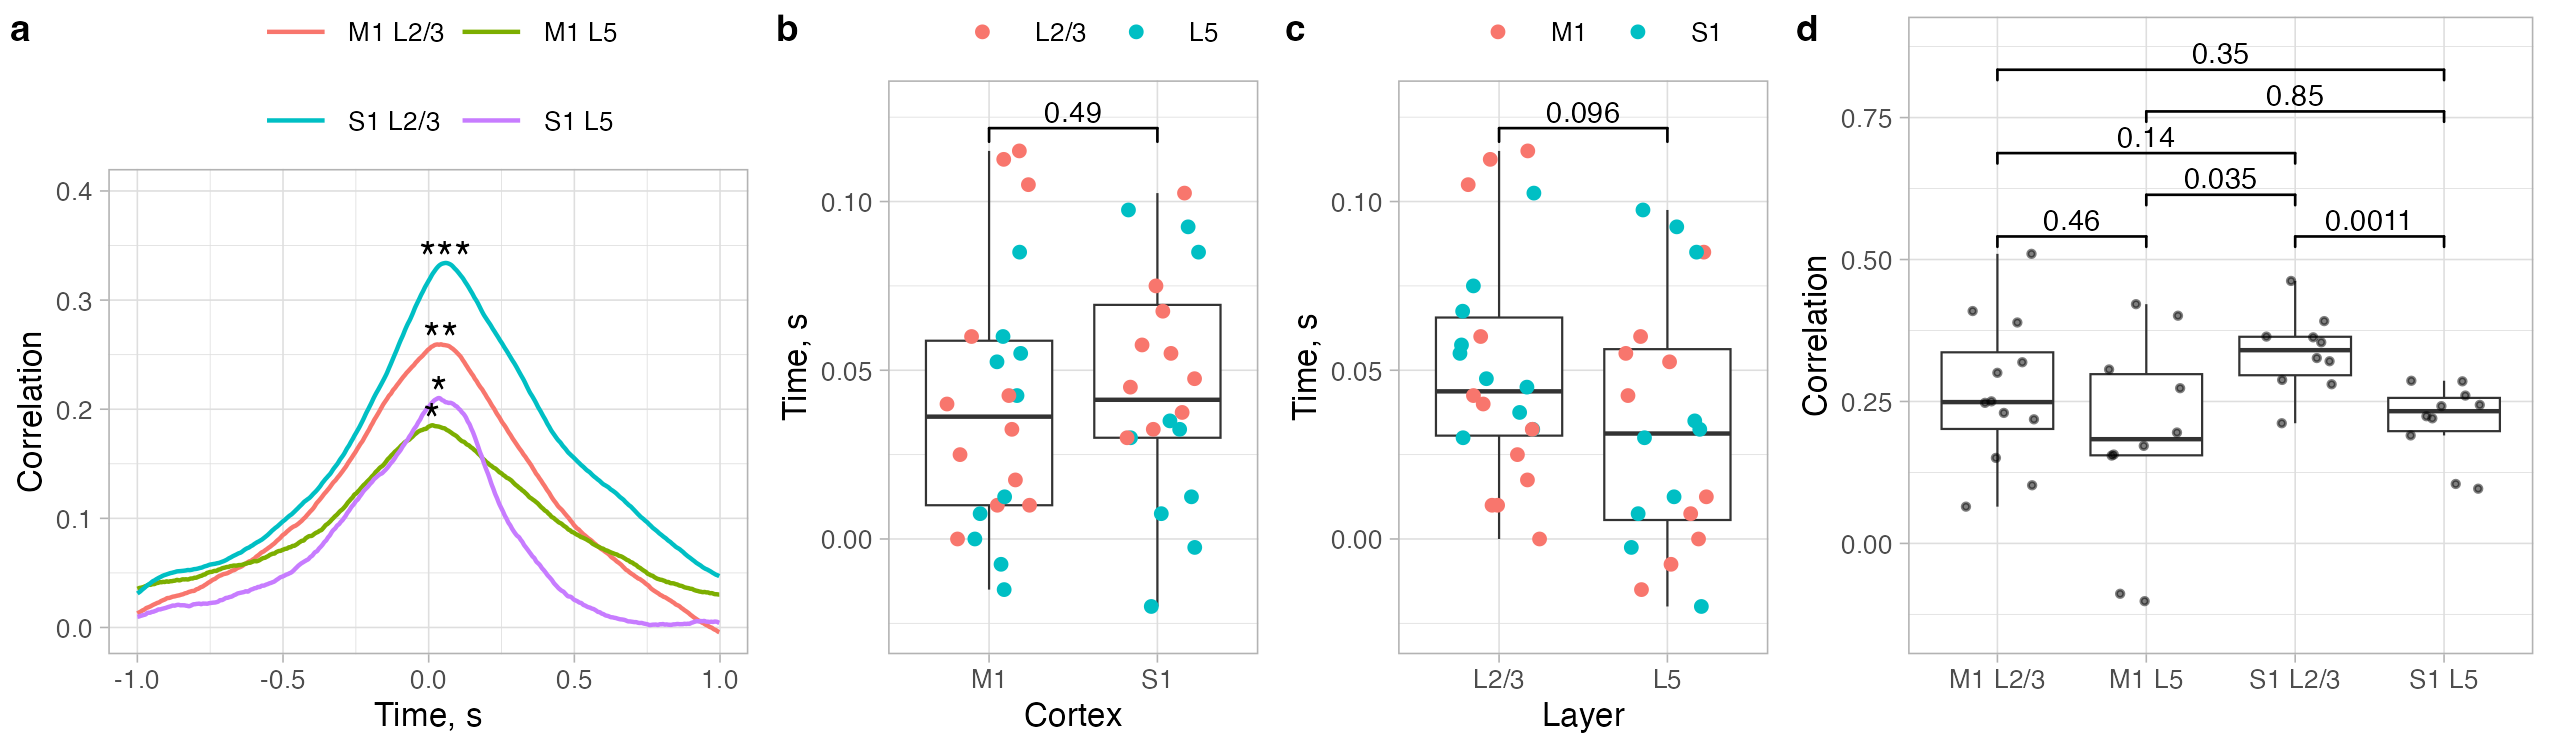 a
M1 L2/3 M1 L5
S1 L2/3 S1 L5
***
**
*
*
0.4
0.3
0.2
0.1
0.0
Correlation
-1.0 -0.5 0.0 0.5 1.0
Time, s
b
L2/3 L5
0.49
0.10
0.05
0.00
Time, s
M1 S1
Cortex
c
M1 S1
0.096
0.10
0.05
0.00
Time, s
L2/3 L5
Layer
d
0.35
0.85
0.14
0.035
0.46 0.0011
0.75
0.50
0.25
0.00
Correlation
M1 L2/3 M1 L5 S1 L2/3 S1 L5